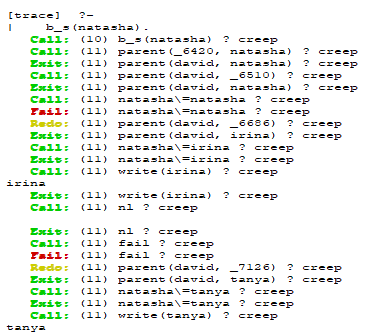 [trace]  ?-
|    b_s(natasha).
Call: (10) b_s(natasha) ? creep
Call: (11) parent(_6420, natasha) ? creep
Exit: (11) parent(david, natasha) ? creep
Call: (11) parent(david, _6510) ? creep
Exit: (11) parent(david, natasha) ? creep
Call: (11) natasha\=natasha ? creep
Fail: (11) natasha\=natasha ? creep
Redo: (11) parent(david, _6686) ? creep
Exit: (11) parent(david, irina) ? creep
Call: (11) natasha\=irina ? creep
Exit: (11) natasha\=irina ? creep
Call: (11) write(irina) ? creep
irina
Exit: (11) write(irina) ? creep
Call: (11) nl ? creep
Exit: (11) nl ? creep
Call: (11) fail ? creep
Fail: (11) fail ? creep
Redo: (11) parent(david, _7126) ? creep
Exit: (11) parent(david, tanya) ? creep
Call: (11) natasha\=tanya ? creep
Exit: (11) natasha\=tanya ? creep
Call: (11) write(tanya) ? creep
tanya